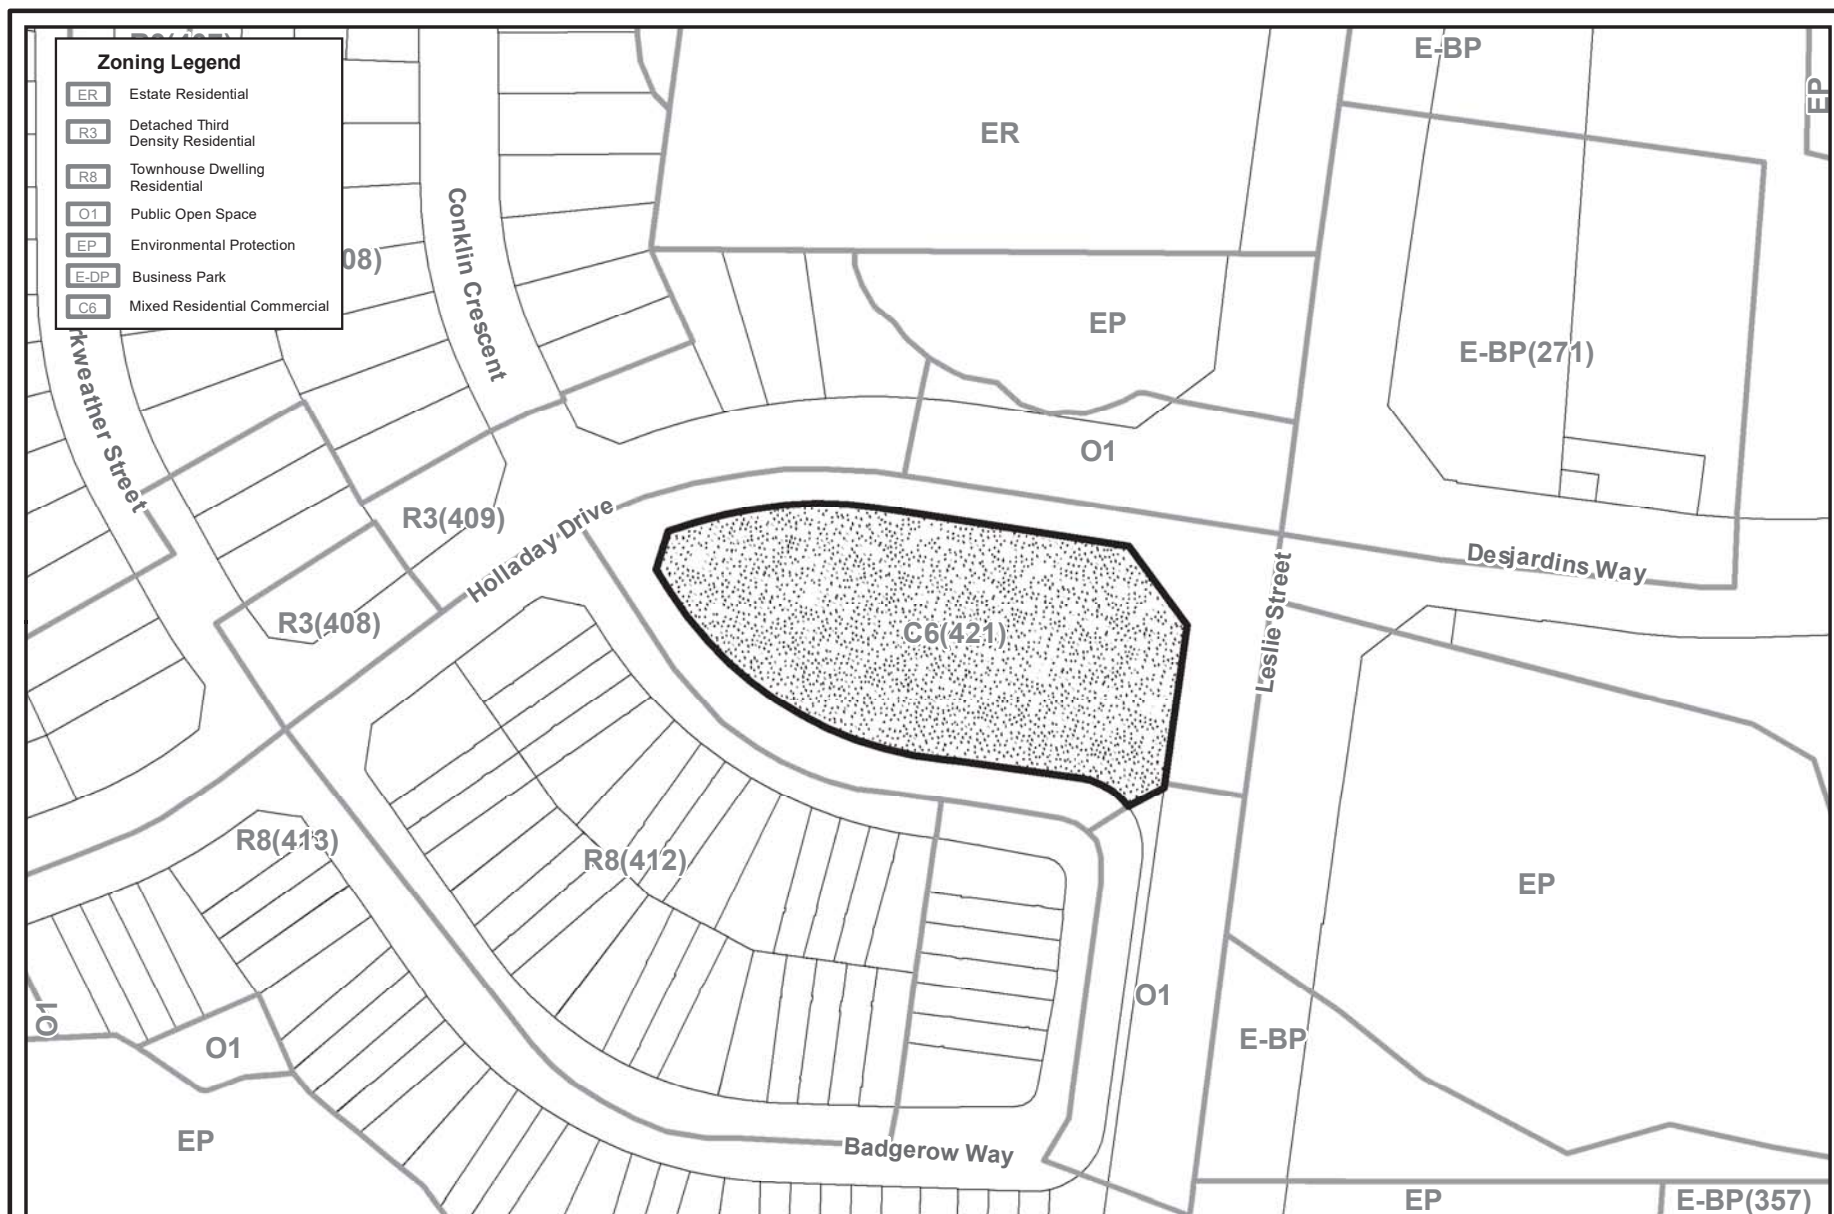 Zoning Legend
ER Estate Residential
R3 Detached Third
Density Residential
R8 Townhouse Dwelling
Residential
O1 Public Open Space
EP Environmental Protection
E-DP Business Park
C6 Mixed Residential Commercial
E-BP
EP
ER
08)
Conklin Crescent
EP
E-BP(271)
rkweather Street
O1
R3(409)
Holladay Drive
Desjardins Way
R3(408)
C6(421)
Leslie Street
R8(413)
R8(412)
EP
O1
O1
O1
E-BP
EP
Badgerow Way
EP
E-BP(357)